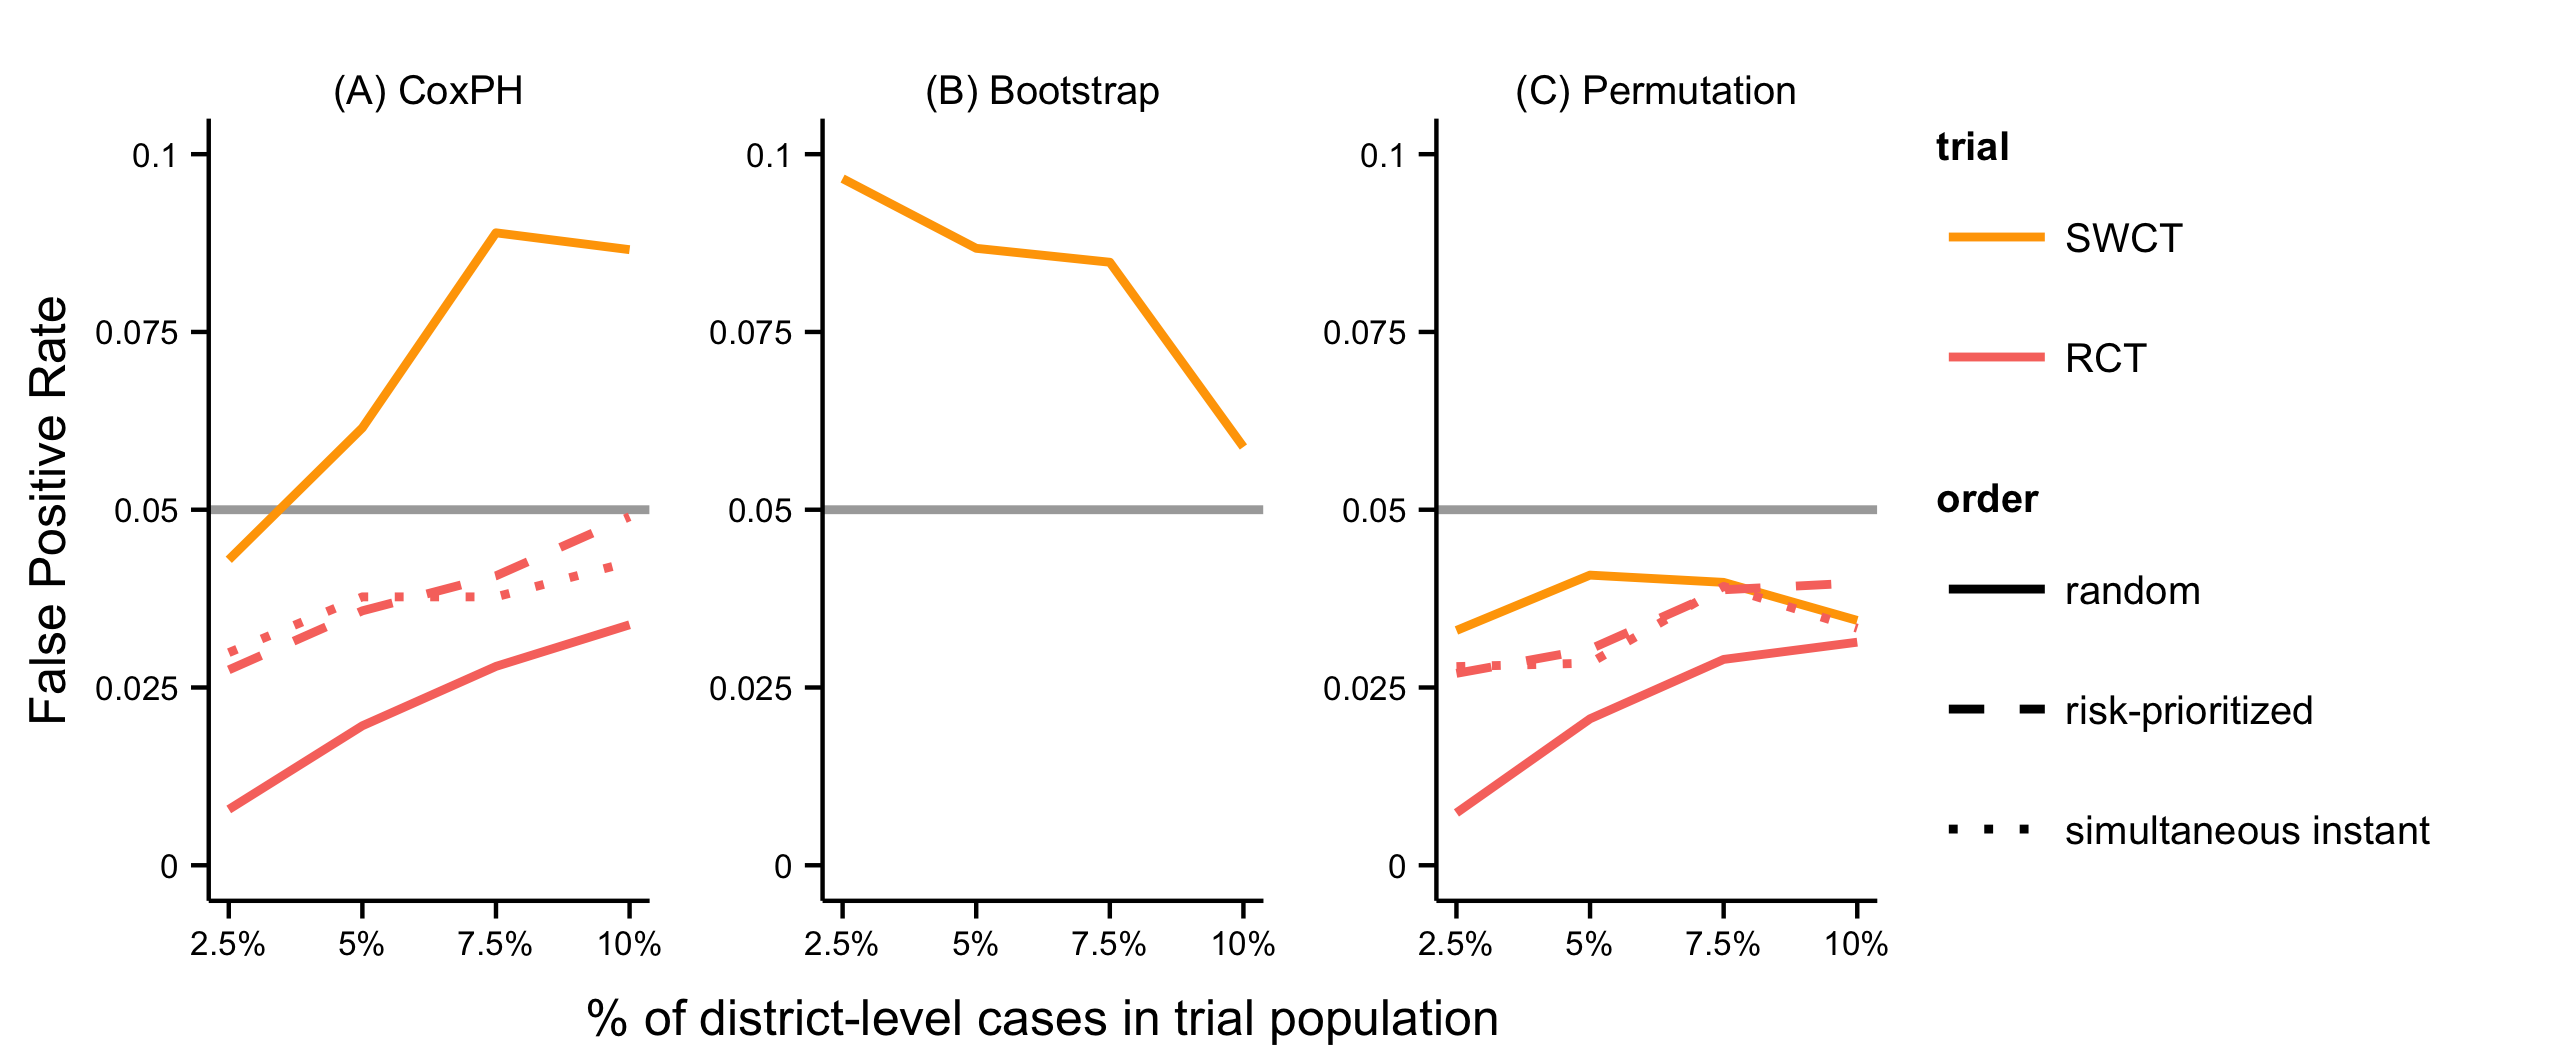 (A) CoxPH
(B) Bootstrap
(C) Permutation
False Positive Rate
0.1
0.075
0.05
0.025
0
2.5% 5% 7.5% 10%
0.1
0.075
0.05
0.025
0
2.5% 5% 7.5% 10%
0.1
0.075
0.05
0.025
0
2.5% 5% 7.5% 10%
% of district-level cases in trial population
trial
SWCT
RCT
order
random
risk-prioritized
simultaneous instant